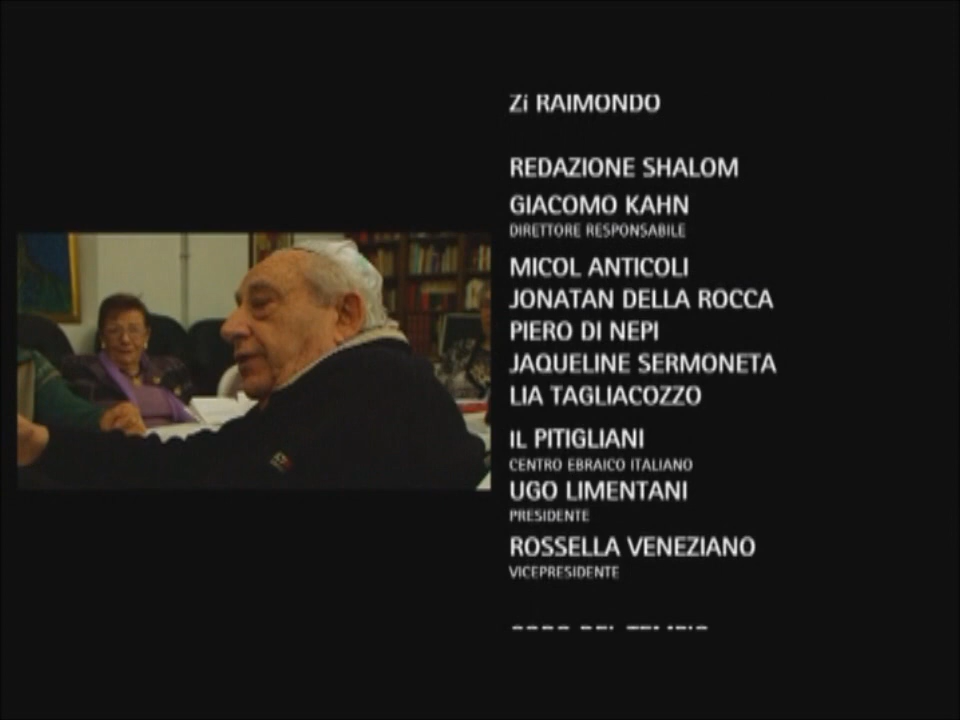 Zi RAIMONDO
REDAZIONE SHALOM
GIACOMO KAHN
DIRETTORE RESPONSABILE
MICOL ANTICOLI
JONATAN DELLA ROCCA
PIERO DI NEPI
JAQUELINE SERMONETA
LIA TAGLIACOZZO
IL PITIGLIANI
CENTRO EBRAICO ITALIANO
UGO LIMENTANI
PRESIDENTE
ROSSELLA VENEZIANO
VICEPRESIDENTE